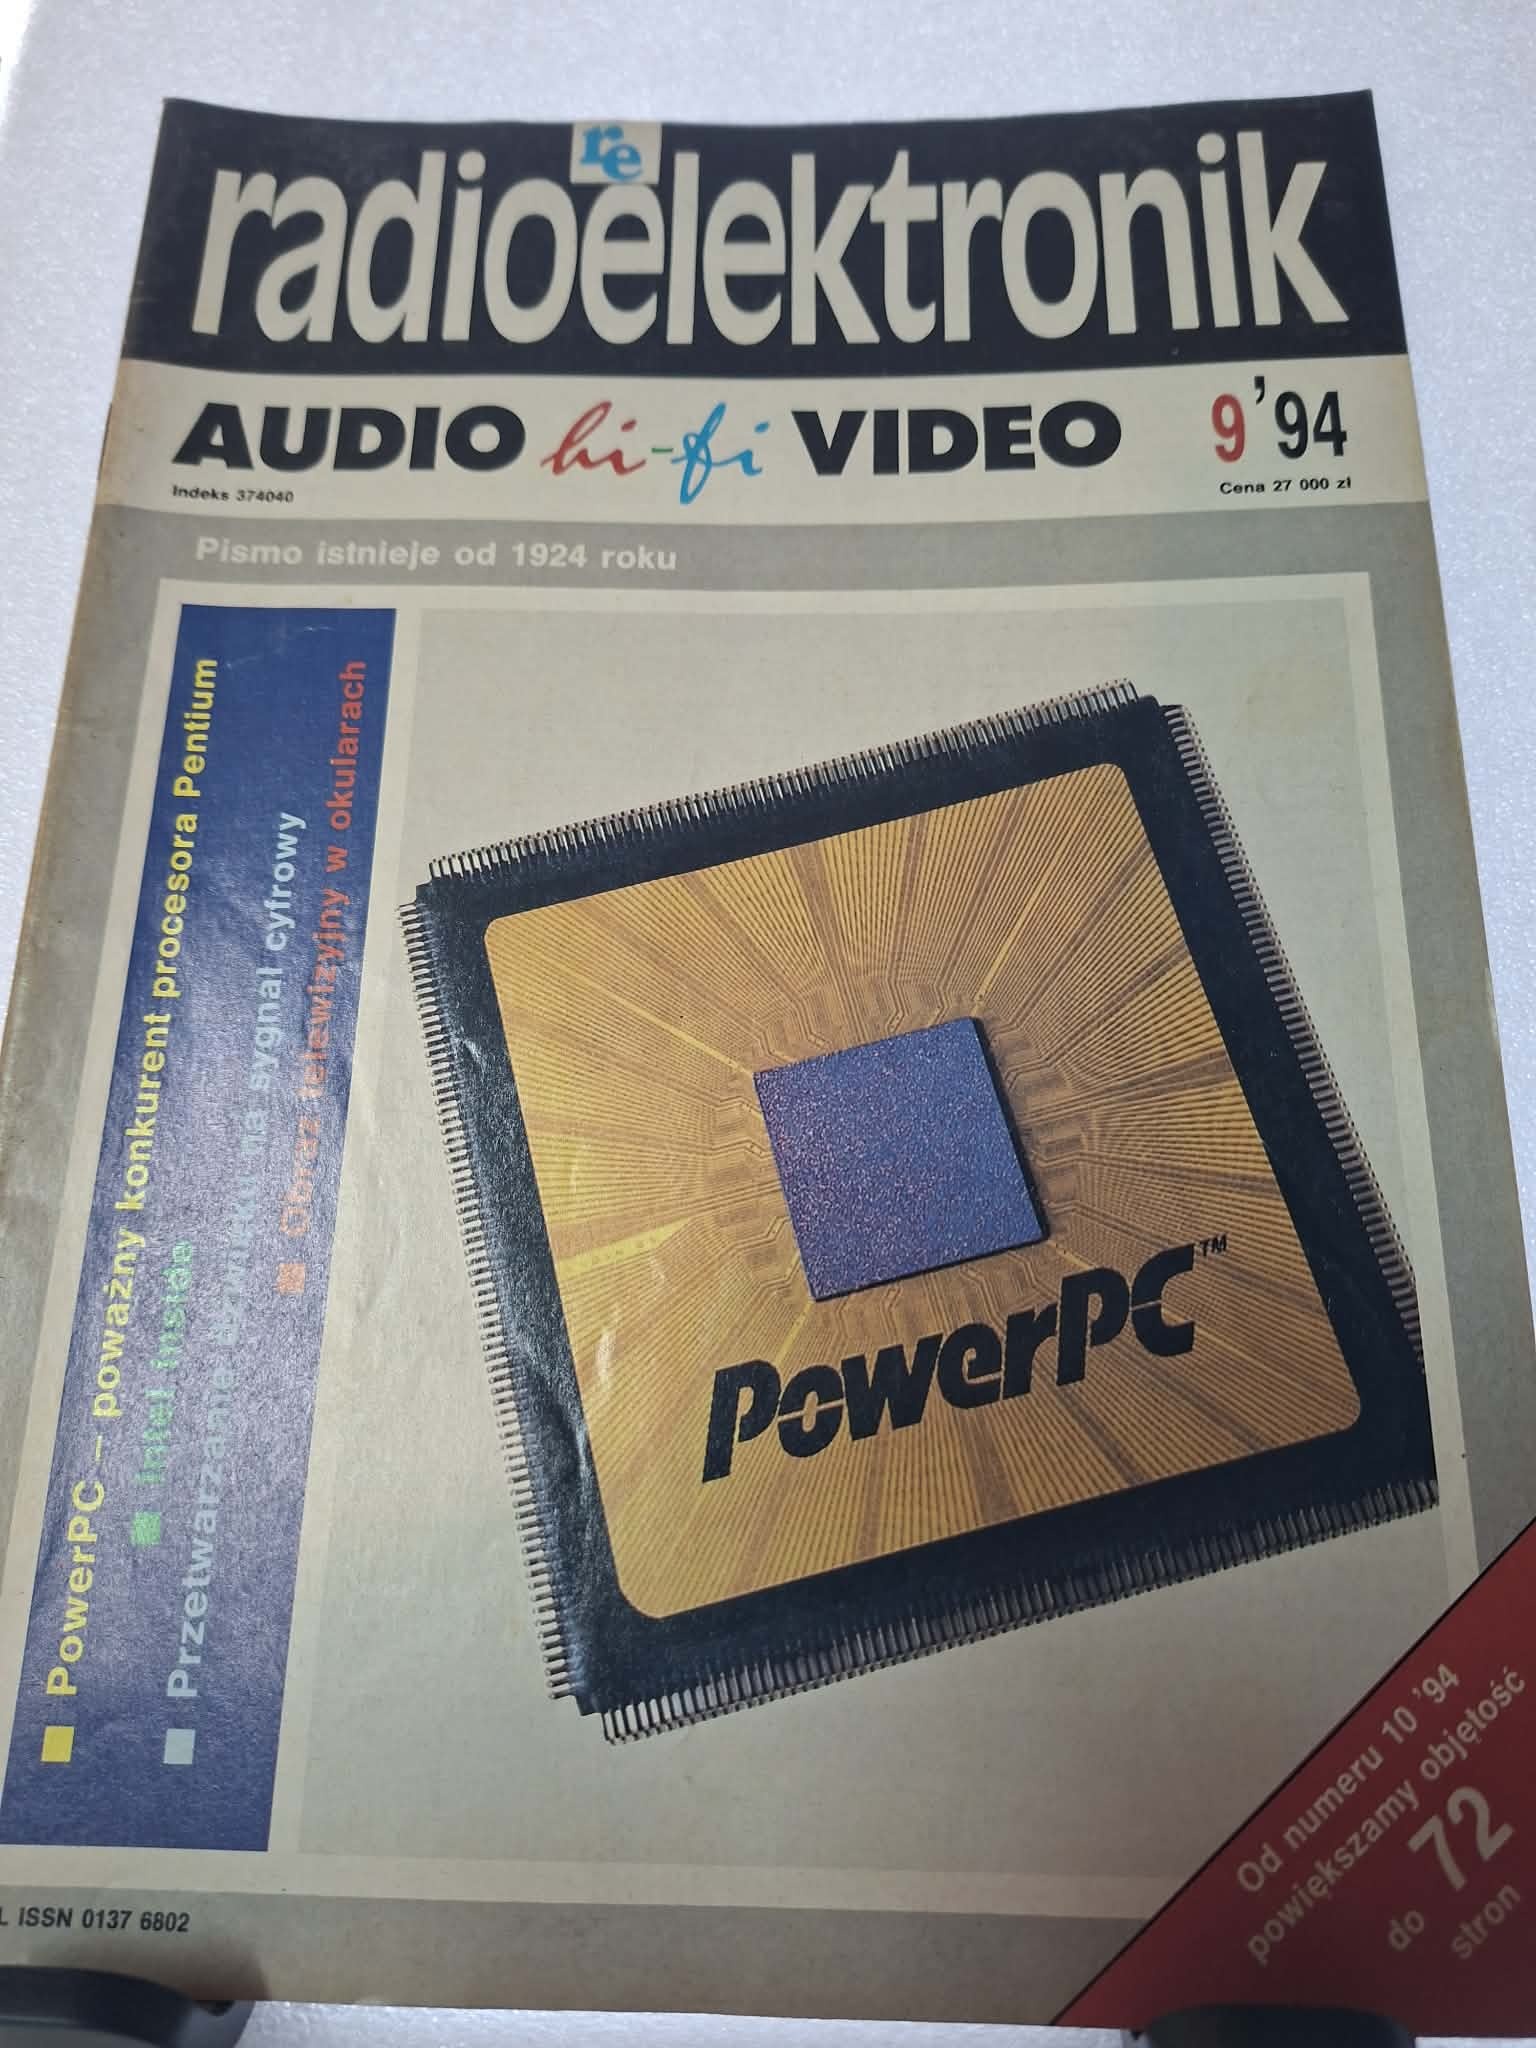 re
radioelektronik
AUDIO hi-fi VIDEO
9'94
Indeks 374040
Cena 27 000 zł
Pismo istnieje od 1924 roku
PowerPC – poważny konkurent procesora Pentium
Intel Inside
Przetwarzanie dźwięku na sygnał cyfrowy
Obraz telewizyjny w okularach
PowerPC™
Od numeru 10 '94
powiększamy objętość
do 72
stron
L ISSN 0137 6802